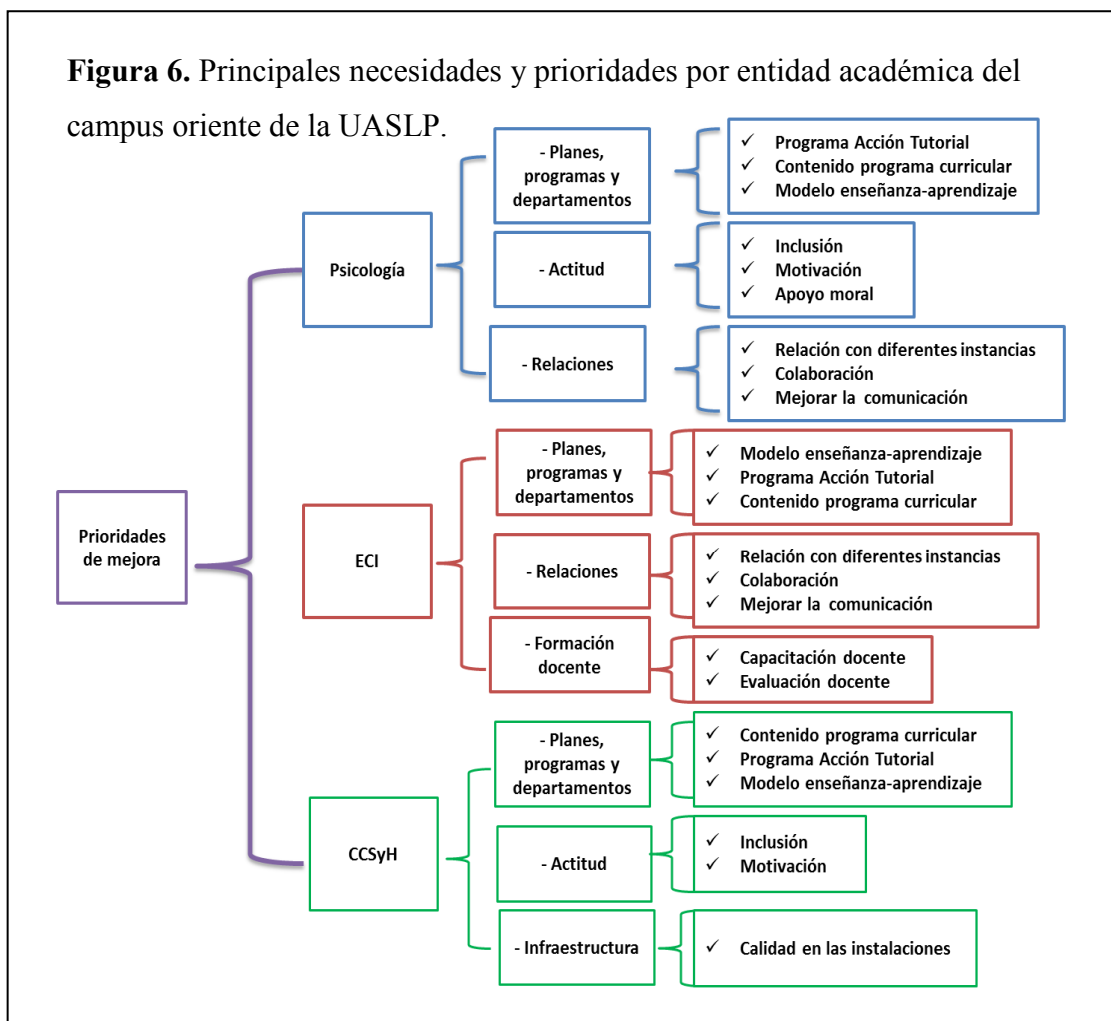 Figura 6. Principales necesidades y prioridades por entidad académica del
campus oriente de la UASLP.
Prioridades
de mejora
Psicología
- Planes,
programas y
departamentos
✓ Programa Acción Tutorial
✓ Contenido programa curricular
✓ Modelo enseñanza-aprendizaje
- Actitud
✓ Inclusión
✓ Motivación
✓ Apoyo moral
- Relaciones
✓ Relación con diferentes instancias
✓ Colaboración
✓ Mejorar la comunicación
ECI
- Planes,
programas y
departamentos
✓ Modelo enseñanza-aprendizaje
✓ Programa Acción Tutorial
✓ Contenido programa curricular
- Relaciones
✓ Relación con diferentes instancias
✓ Colaboración
✓ Mejorar la comunicación
- Formación
docente
✓ Capacitación docente
✓ Evaluación docente
CCSyH
- Planes,
programas y
departamentos
✓ Contenido programa curricular
✓ Programa Acción Tutorial
✓ Modelo enseñanza-aprendizaje
- Actitud
✓ Inclusión
✓ Motivación
- Infraestructura
✓ Calidad en las instalaciones